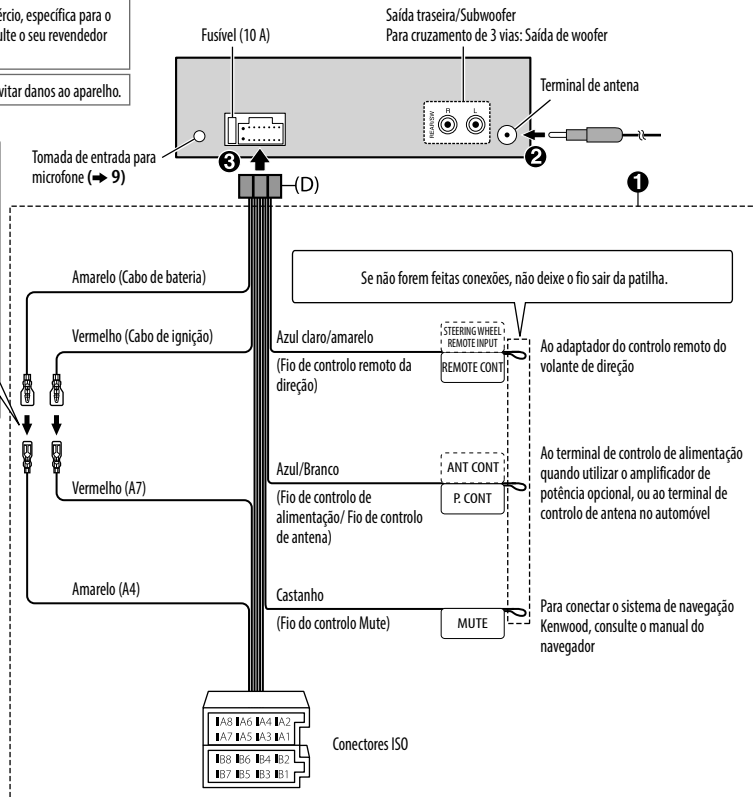 ércio, específica para o
ulte o seu revendedor
vitar danos ao aparelho.
Fusível (10 A)
Saída traseira/Subwoofer
Para cruzamento de 3 vias: Saída de woofer
Terminal de antena
REAR/SW
R
L
Tomada de entrada para
microfone (➜ 9)
3
2
(D)
1
Se não forem feitas conexões, não deixe o fio sair da patilha.
Amarelo (Cabo de bateria)
Vermelho (Cabo de ignição)
Azul claro/amarelo
(Fio de controlo remoto da
direção)
STEERING WHEEL
REMOTE INPUT
REMOTE CONT
Ao adaptador do controlo remoto do
volante de direção
Vermelho (A7)
Azul/Branco
(Fio de controlo de
alimentação/ Fio de controlo
de antena)
ANT CONT
P. CONT
Ao terminal de controlo de alimentação
quando utilizar o amplificador de
potência opcional, ou ao terminal de
controlo de antena no automóvel
Amarelo (A4)
Castanho
(Fio do controlo Mute)
MUTE
Para conectar o sistema de navegação
Kenwood, consulte o manual do
navegador
A8 A6 A4 A2
A7 A5 A3 A1
B8 B6 B4 B2
B7 B5 B3 B1
Conectores ISO